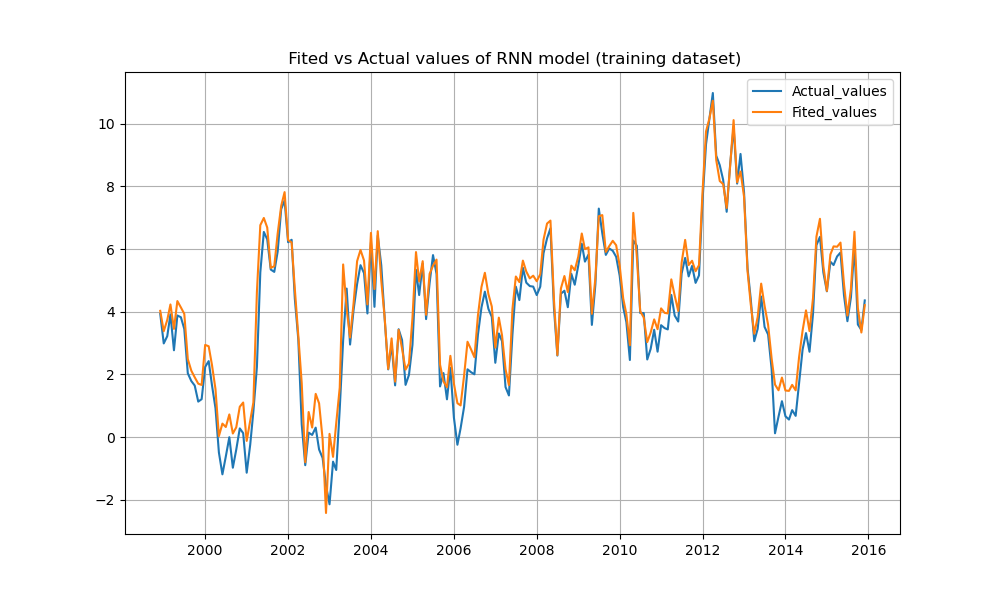 Fited vs Actual values of RNN model (training dataset)
Actual_values
Fited_values
10
8
6
4
2
0
−2
2000 2002 2004 2006 2008 2010 2012 2014 2016